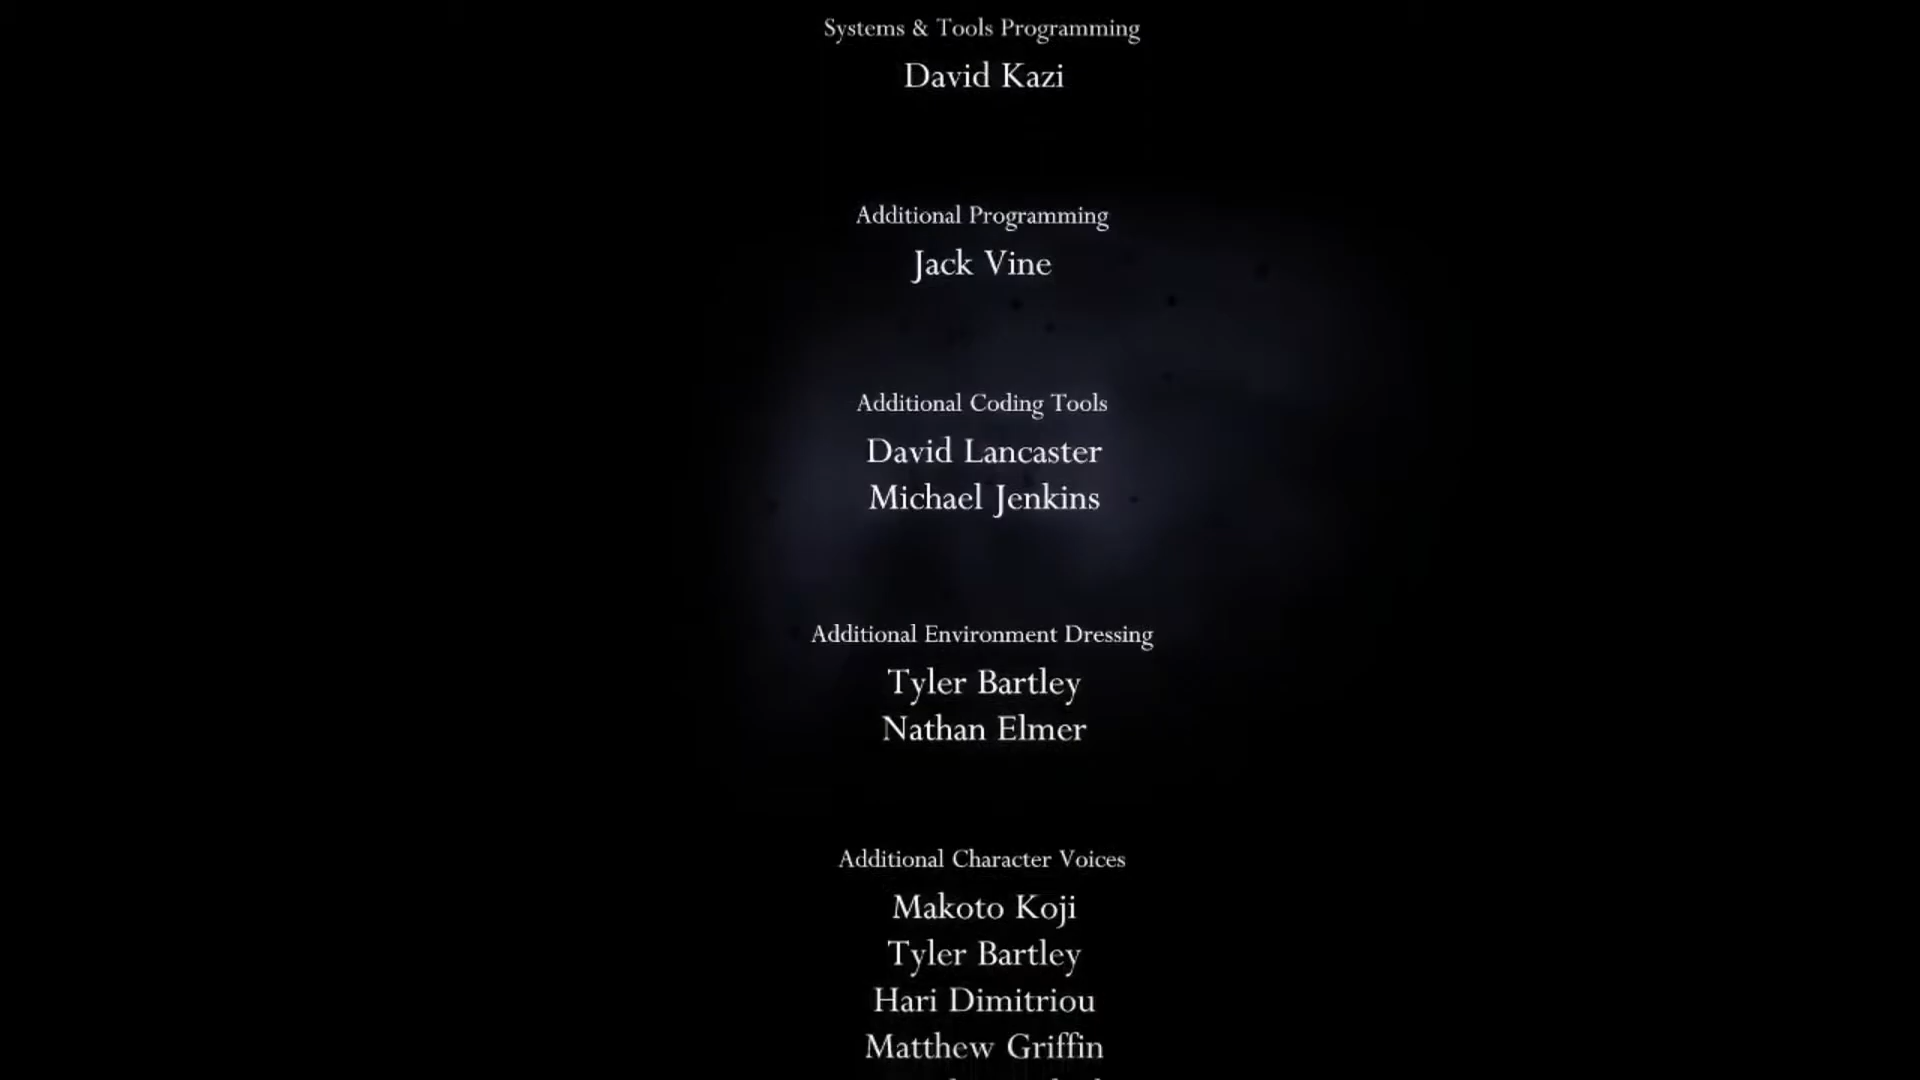 Systems & Tools Programming
David Kazi
Additional Programming
Jack Vine
Additional Coding Tools
David Lancaster
Michael Jenkins
Additional Environment Dressing
Tyler Bartley
Nathan Elmer
Additional Character Voices
Makoto Koji
Tyler Bartley
Hari Dimitriou
Matthew Griffin